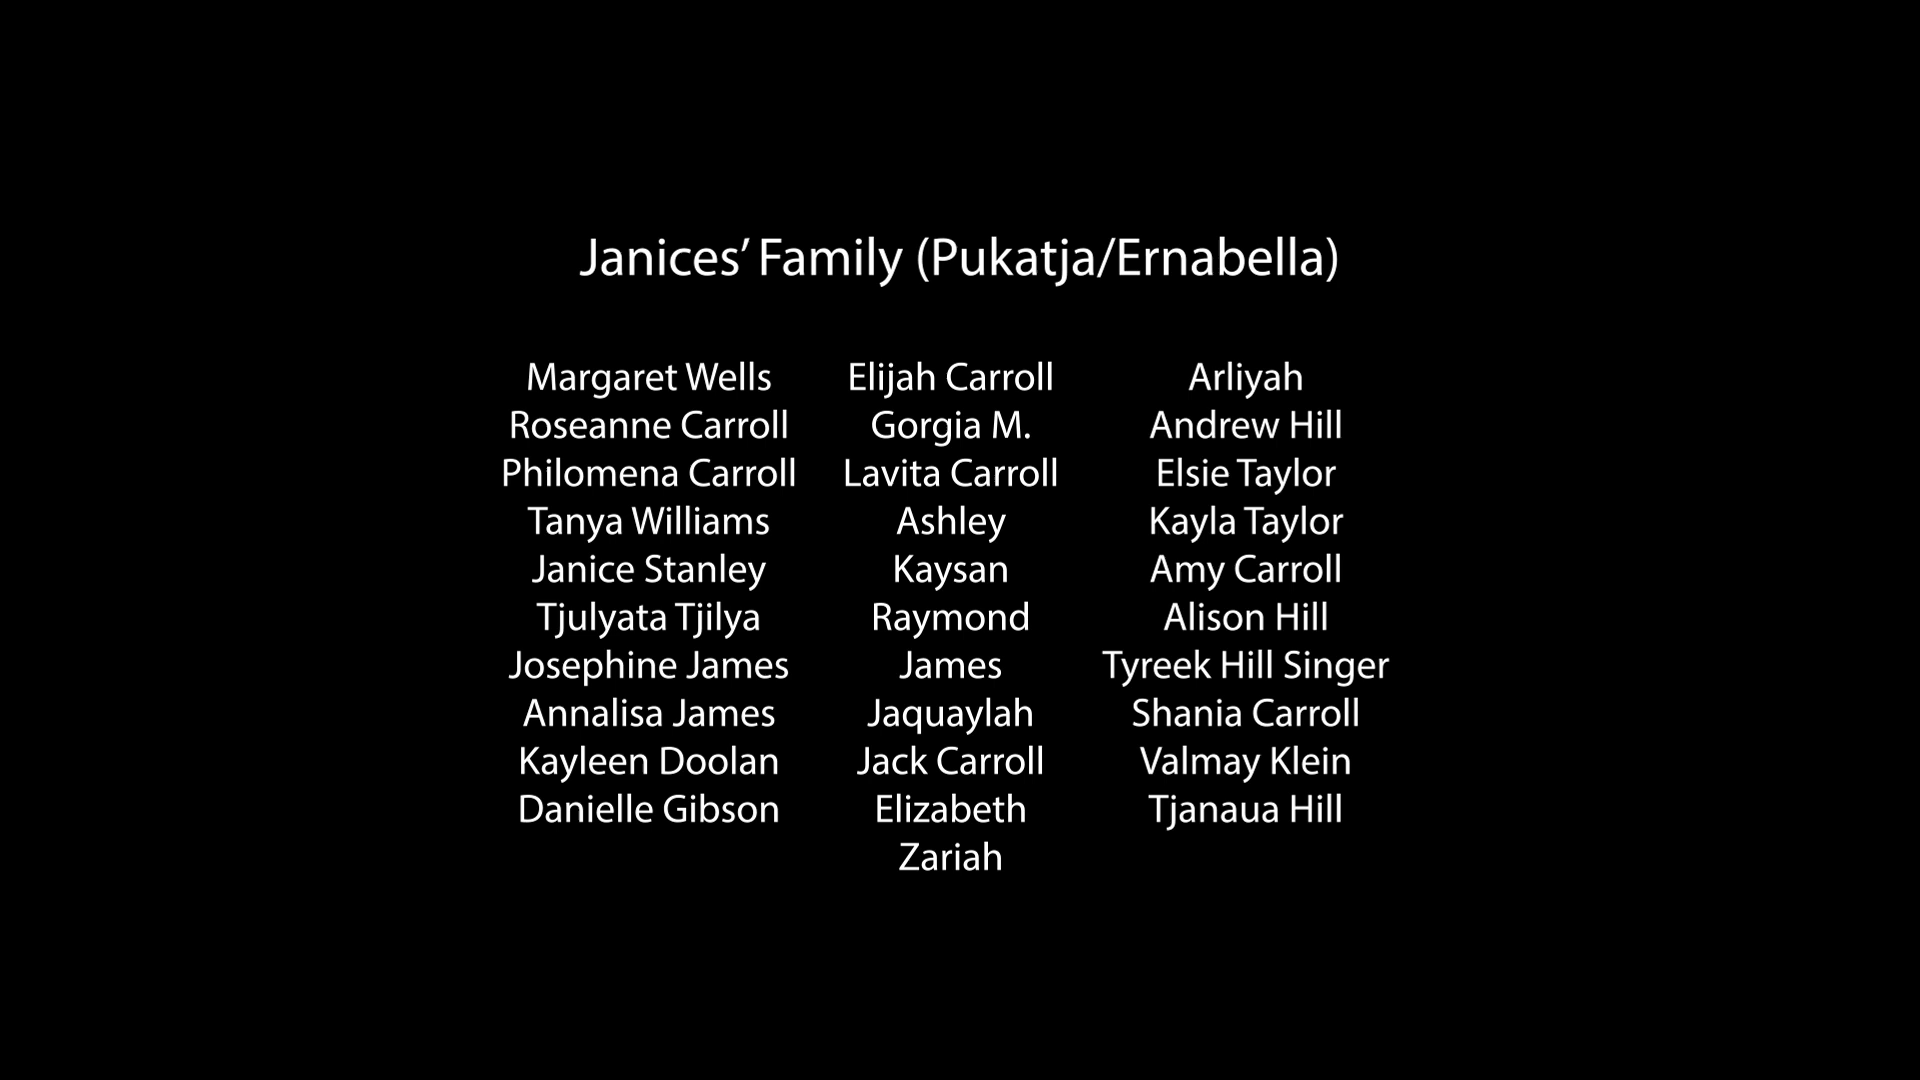 Janices’ Family (Pukatja/Ernabella)
Margaret Wells
Roseanne Carroll
Philomena Carroll
Tanya Williams
Janice Stanley
Tjulyata Tjilya
Josephine James
Annalisa James
Kayleen Doolan
Danielle Gibson
Elijah Carroll
Gorgia M.
Lavita Carroll
Ashley
Kaysan
Raymond
James
Jaquaylah
Jack Carroll
Elizabeth
Zariah
Arliyah
Andrew Hill
Elsie Taylor
Kayla Taylor
Amy Carroll
Alison Hill
Tyreek Hill Singer
Shania Carroll
Valmay Klein
Tjanaua Hill